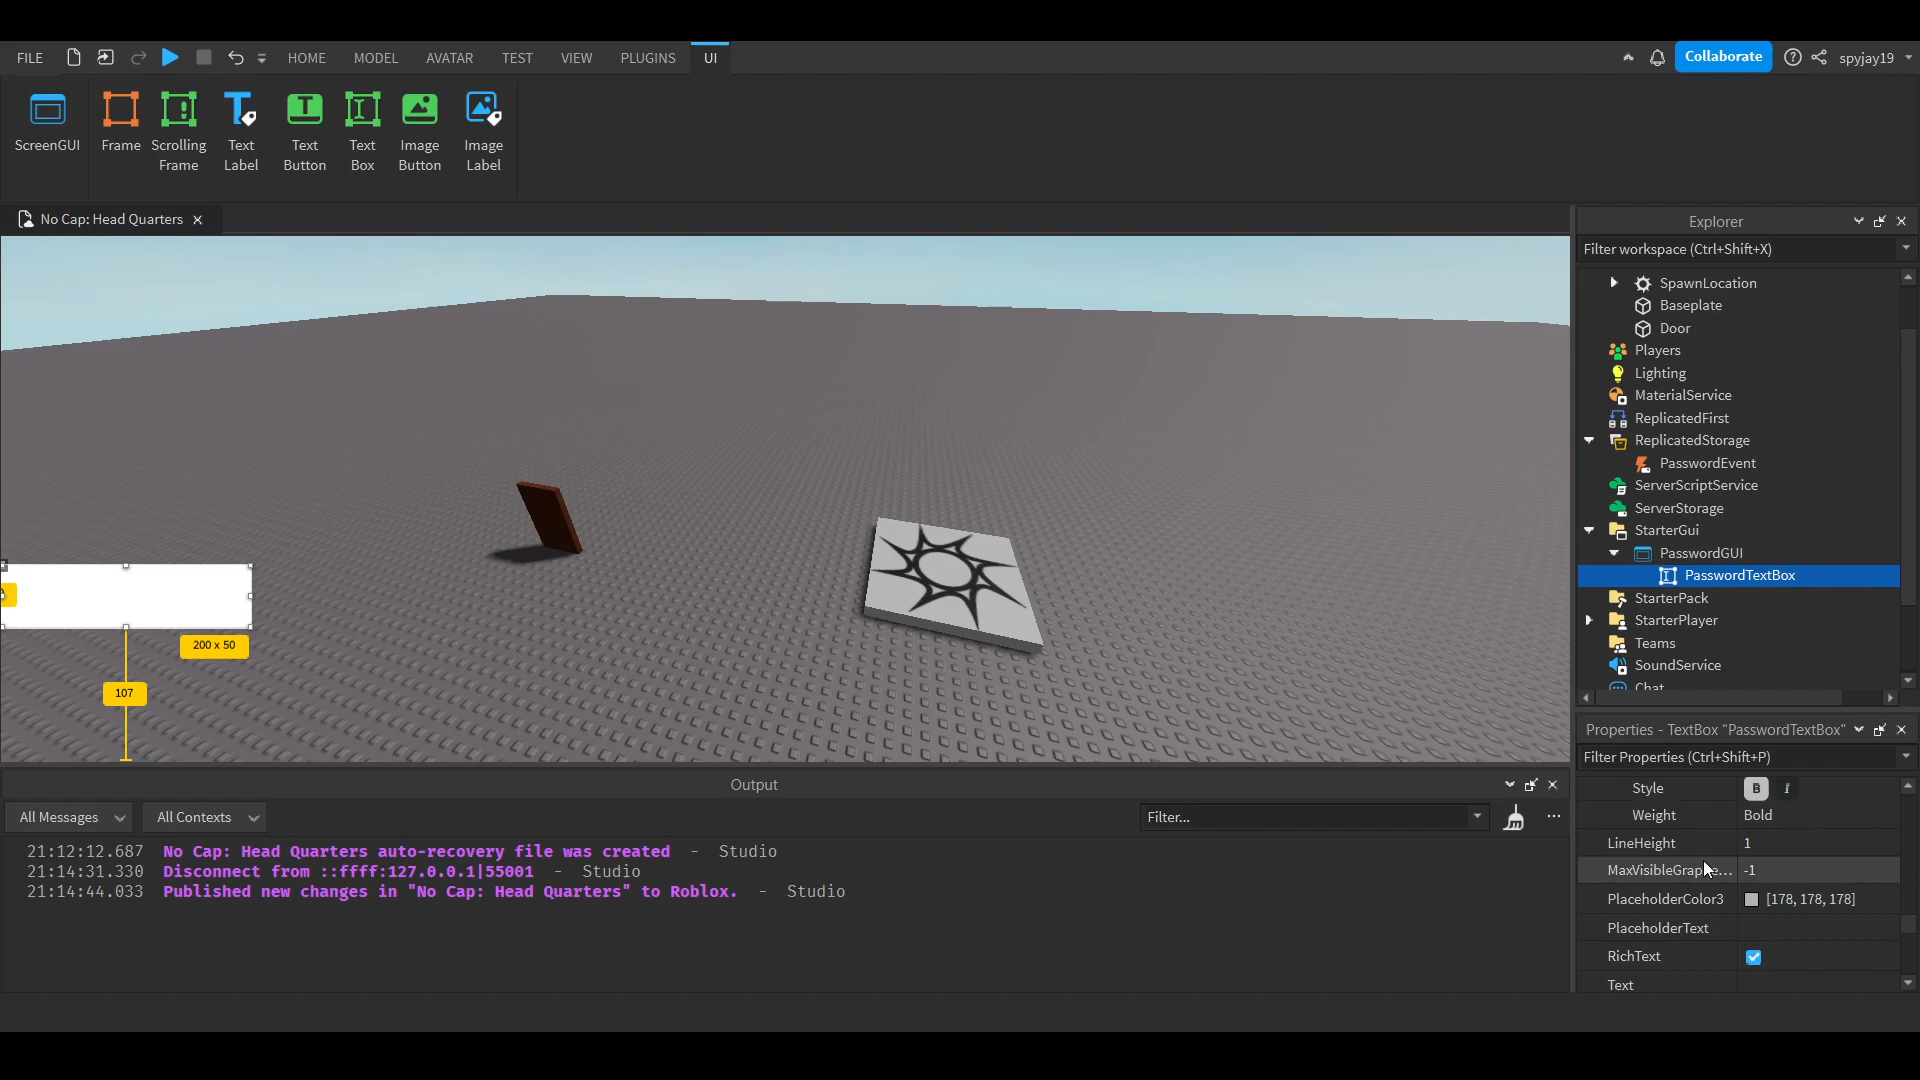 FILE HOME MODEL AVATAR TEST VIEW PLUGINS UI Collaborate spyjay19
ScreenGUI Frame Scrolling Frame Text Label Text Button Text Box Image Button Image Label
No Cap: Head Quarters
Explorer
Filter workspace (Ctrl+Shift+X)
SpawnLocation
Baseplate
Door
Players
Lighting
MaterialService
ReplicatedFirst
ReplicatedStorage
PasswordEvent
ServerScriptService
ServerStorage
StarterGui
PasswordGUI
PasswordTextBox
StarterPack
StarterPlayer
Teams
SoundService
Chat
200 x 50
107
Properties - TextBox "PasswordTextBox"
Filter Properties (Ctrl+Shift+P)
Style B I
Weight Bold
LineHeight 1
MaxVisibleGraphe... -1
PlaceholderColor3 [178, 178, 178]
PlaceholderText
RichText
Text
Output
All Messages All Contexts Filter...
21:12:12.687 No Cap: Head Quarters auto-recovery file was created - Studio
21:14:31.330 Disconnect from ::ffff:127.0.0.1|55001 - Studio
21:14:44.033 Published new changes in "No Cap: Head Quarters" to Roblox. - Studio